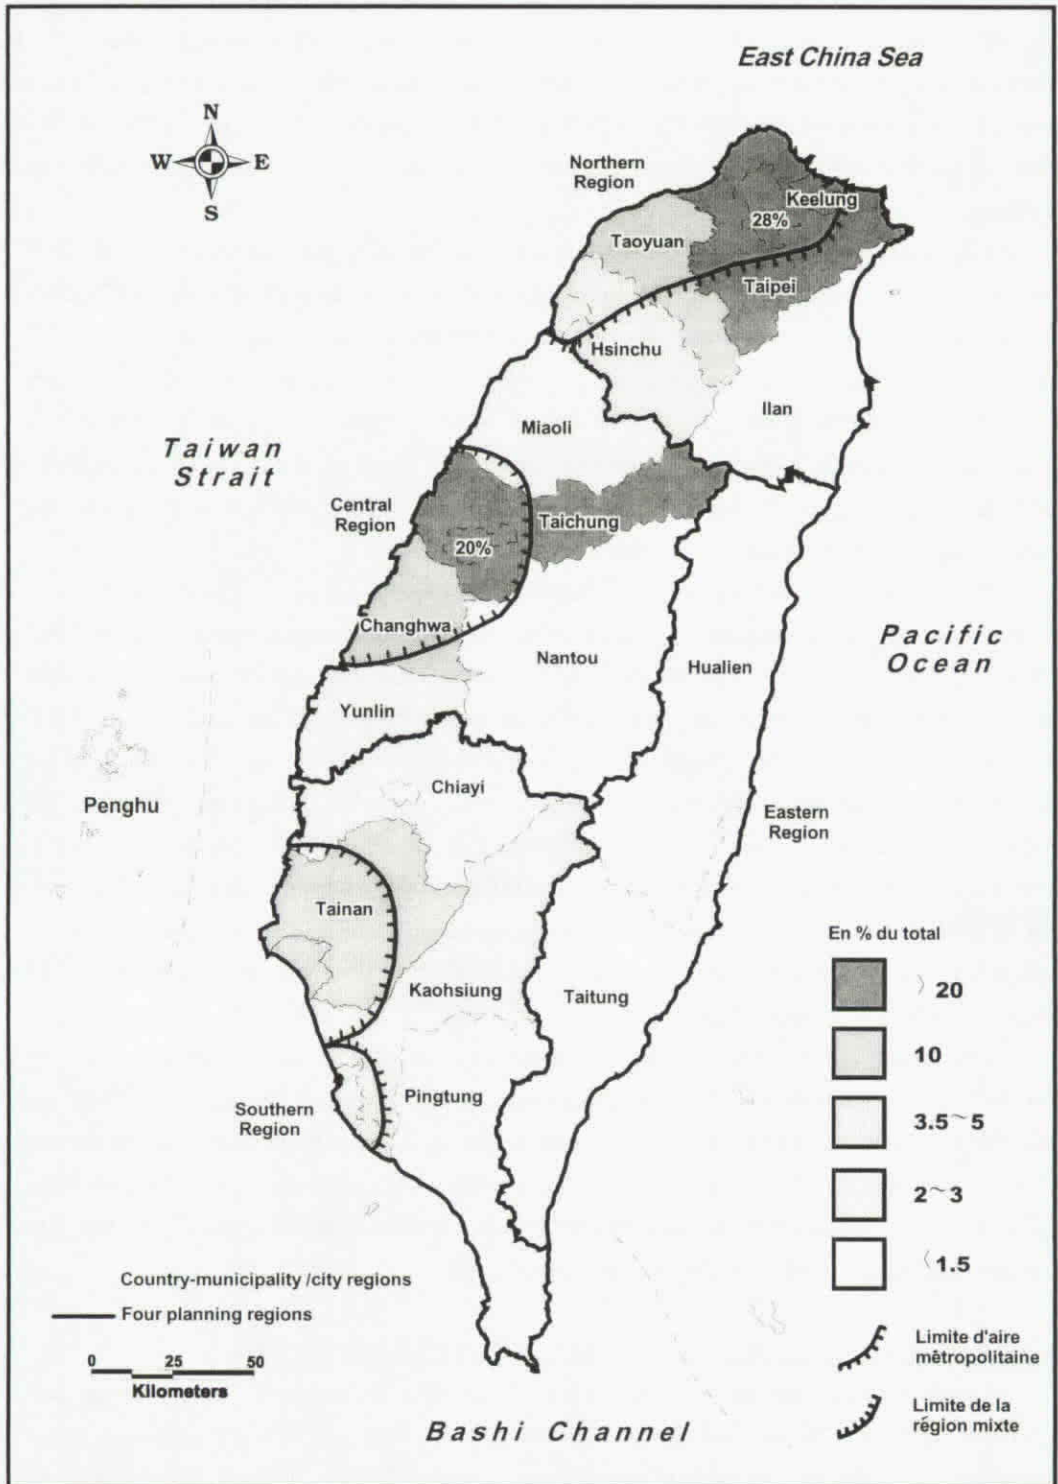 East China Sea
N
W
E
S
Northern
Region
Keelung
28%
Taoyuan
Taipei
Hsinchu
Ilan
Miaoli
Taiwan
Strait
Central
Region
Taichung
20%
Changhwa
Nantou
Hualien
Pacific
Ocean
Yunlin
Chiayi
Penghu
Eastern
Region
Tainan
Kaohsiung
Taitung
Pingtung
Southern
Region
En % du total
〉 20
10
3.5~5
2~3
〈 1.5
Country-municipality /city regions
Four planning regions
0 25 50
Kilometers
Limite d'aire
mêtropolitaine
Limite de la
région mixte
Bashi Channel